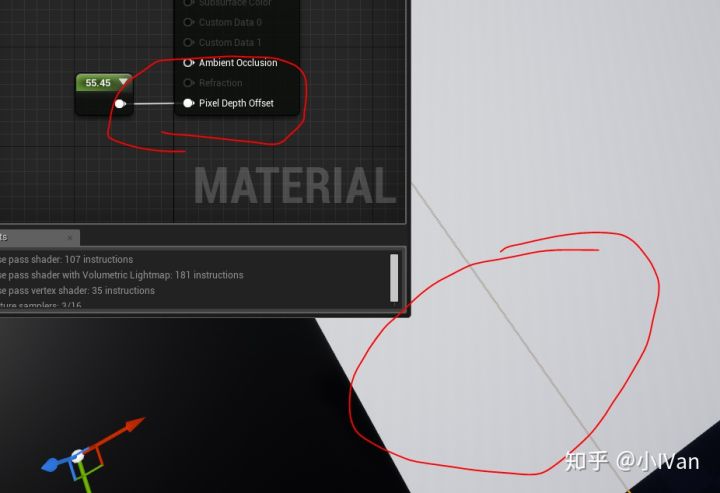 Subsurface Color
Custom Data 0
Custom Data 1
Ambient Occlusion
Refraction
55.45
Pixel Depth Offset
MATERIAL
ts
se pass shader: 107 instructions
se pass shader with Volumetric Lightmap: 181 instructions
se pass vertex shader: 35 instructions
xture samplers: 3/16
知乎 @小IVan